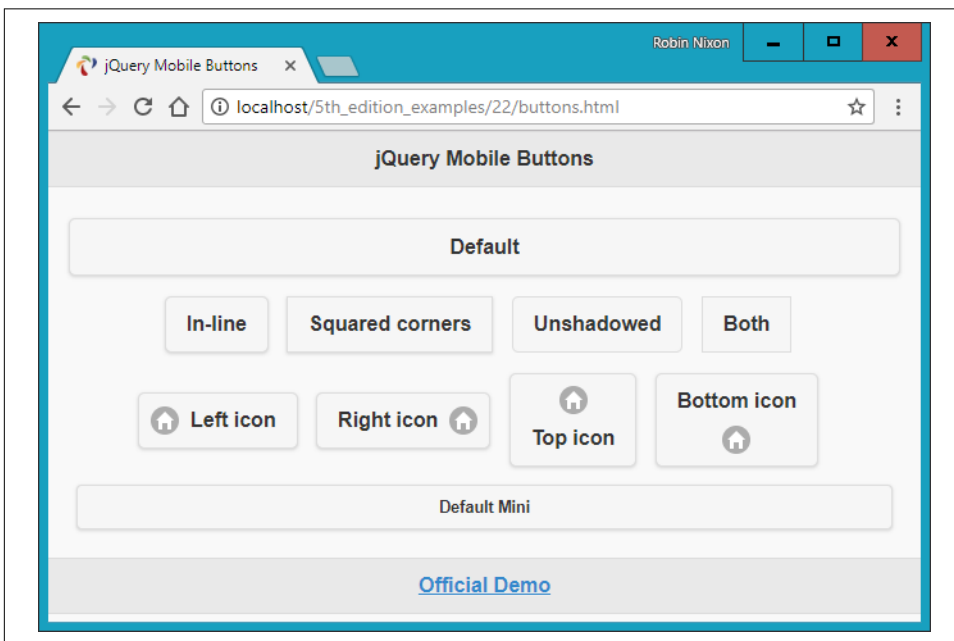 Robin Nixon
jQuery Mobile Buttons
localhost/5th_edition_examples/22/buttons.html
jQuery Mobile Buttons
Default
In-line Squared corners Unshadowed Both
Left icon Right icon Top icon Bottom icon
Default Mini
Official Demo